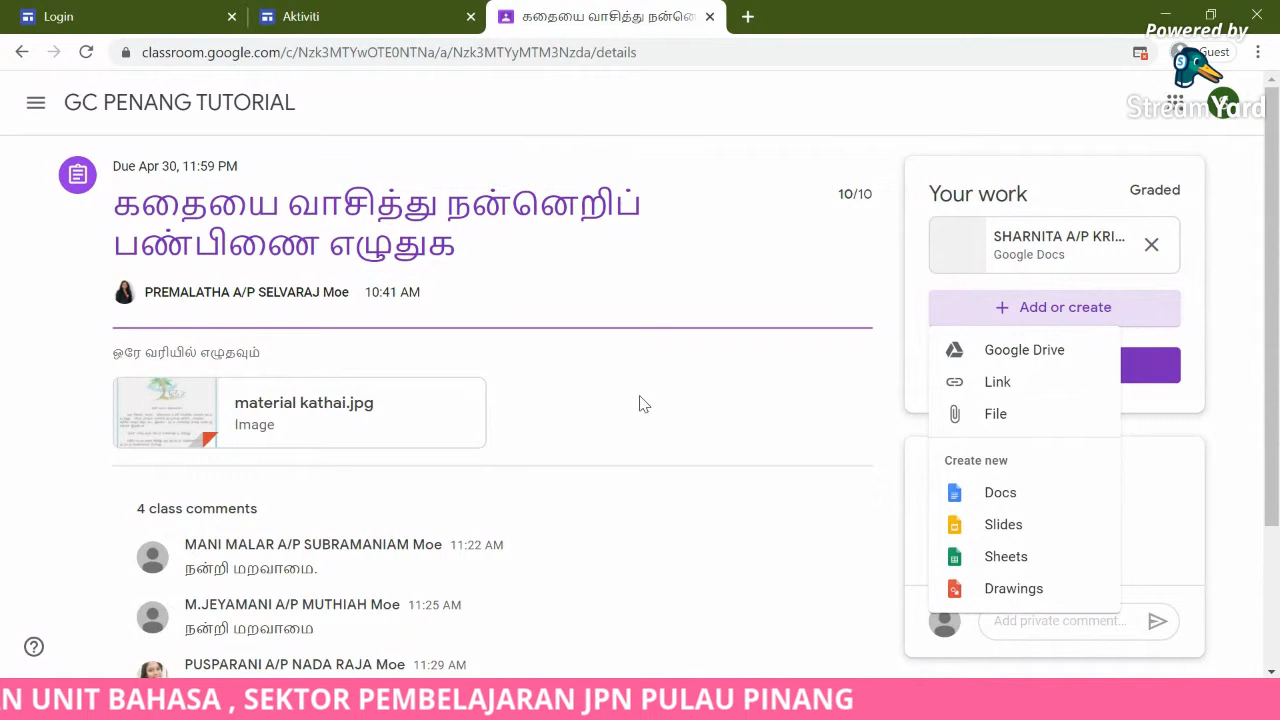 Login
Aktiviti
கதையை வாசித்து நன்னெ
classroom.google.com/c/Nzk3MTYwOTE0NTNa/a/Nzk3MTYyMTM3Nzda/details
Guest
Powered by
StreamYard
GC PENANG TUTORIAL
Due Apr 30, 11:59 PM
கதையை வாசித்து நன்னெறிப்
பண்பிணை எழுதுக
10/10
PREMALATHA A/P SELVARAJ Moe 10:41 AM
ஒரே வரியில் எழுதவும்
material kathai.jpg
Image
4 class comments
MANI MALAR A/P SUBRAMANIAM Moe 11:22 AM
நன்றி மறவாமை.
M.JEYAMANI A/P MUTHIAH Moe 11:25 AM
நன்றி மறவாமை
PUSPARANI A/P NADA RAJA Moe 11:29 AM
Your work
Graded
SHARNITA A/P KRI...
Google Docs
+ Add or create
Google Drive
Link
File
Create new
Docs
Slides
Sheets
Drawings
Add private comment...
N UNIT BAHASA , SEKTOR PEMBELAJARAN JPN PULAU PINANG